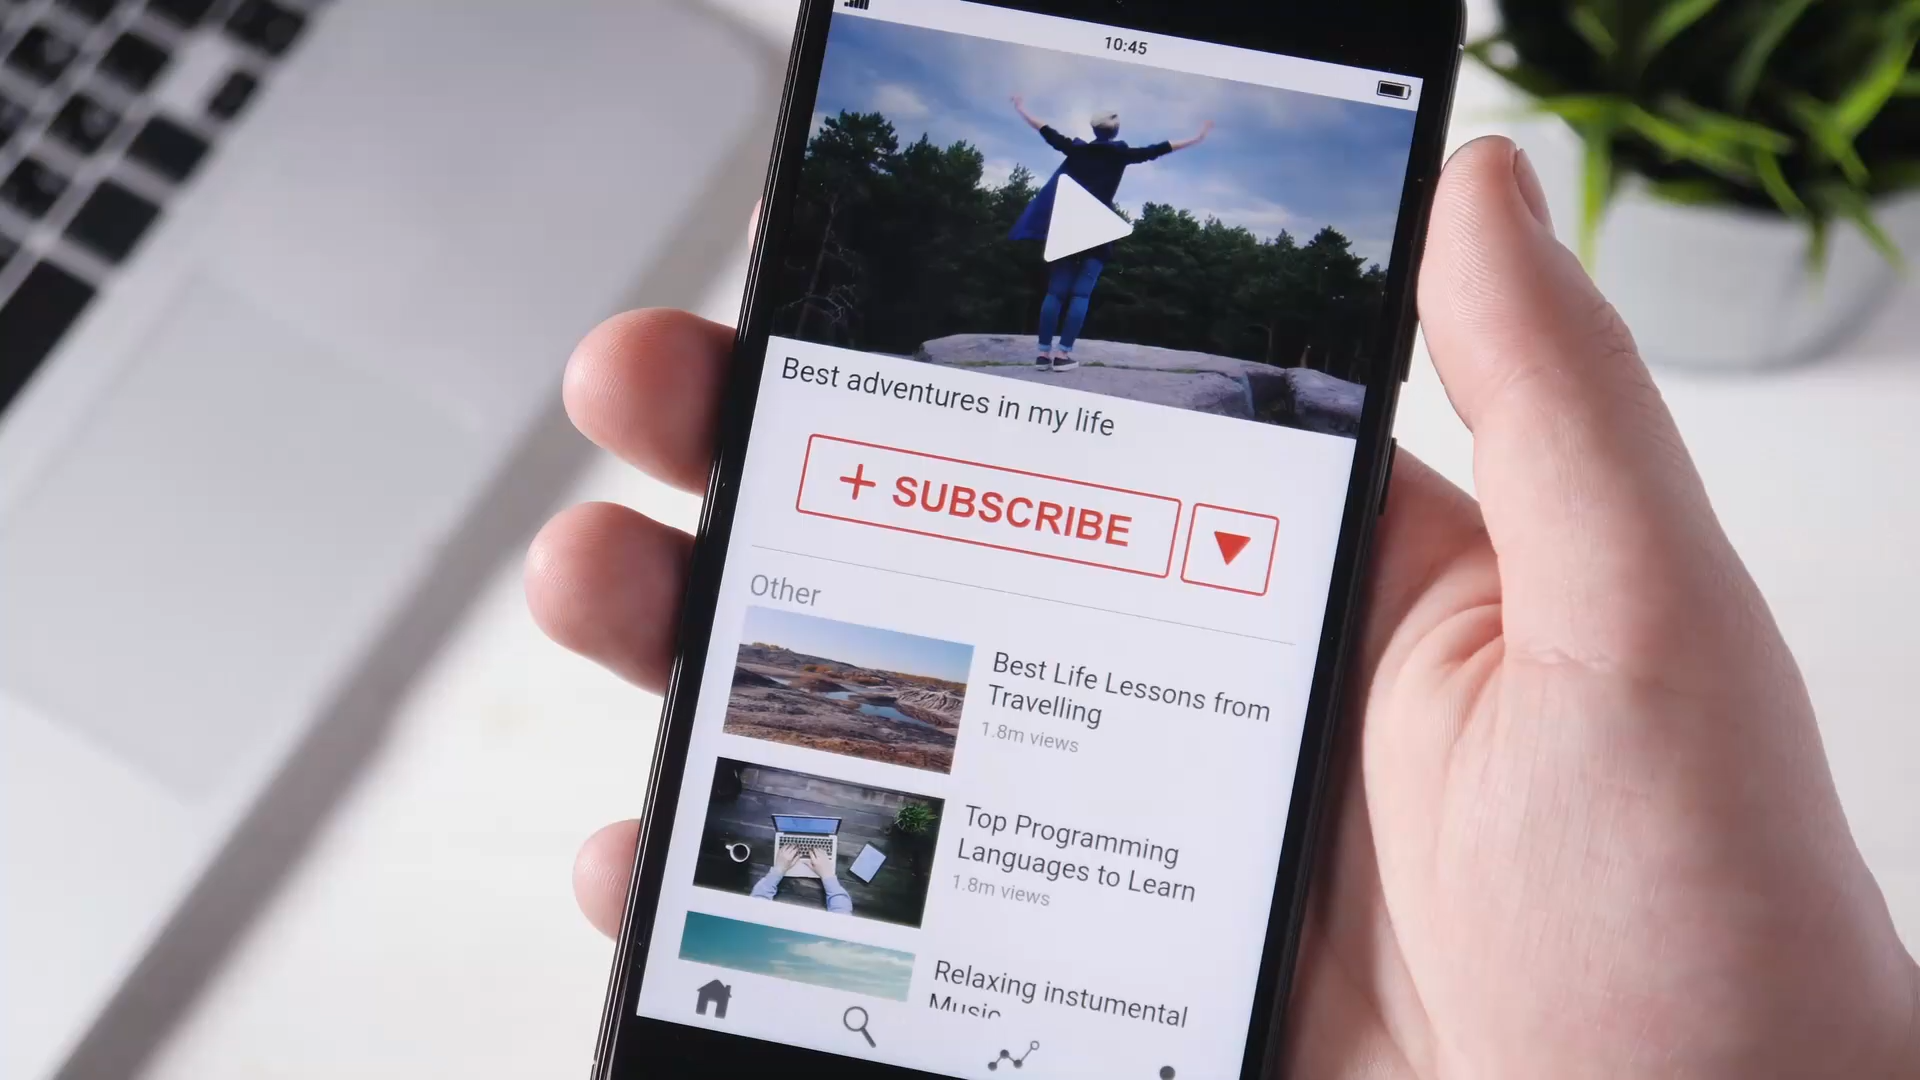 10:45
Best adventures in my life
+ SUBSCRIBE
Other
Best Life Lessons from
Travelling
1.8m views
Top Programming
Languages to Learn
1.8m views
Relaxing instumental
Music